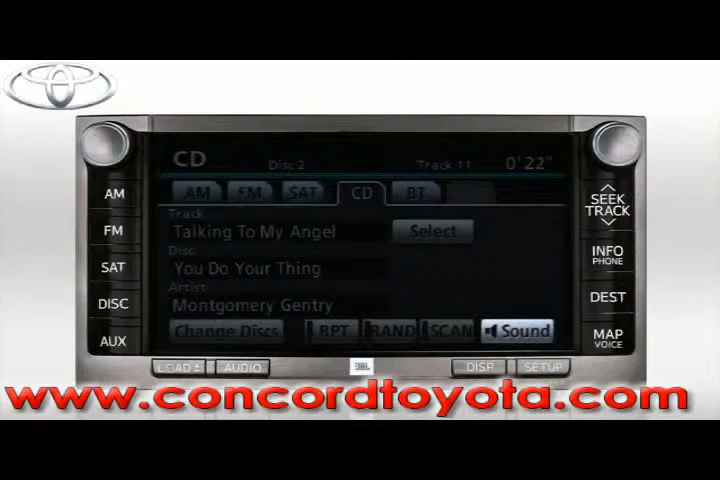 CD Disc 2 Track 11 0'22"
AM FM SAT CD BT
Track
Talking To My Angel Select
Disc
You Do Your Thing
Artist
Montgomery Gentry
Change Discs RPT RAND SCAN Sound
AM
FM
SAT
DISC
AUX
SEEK
TRACK
INFO
PHONE
DEST
MAP
VOICE
LOAD AUDIO JBL DISP SETUP
www.concordtoyota.com